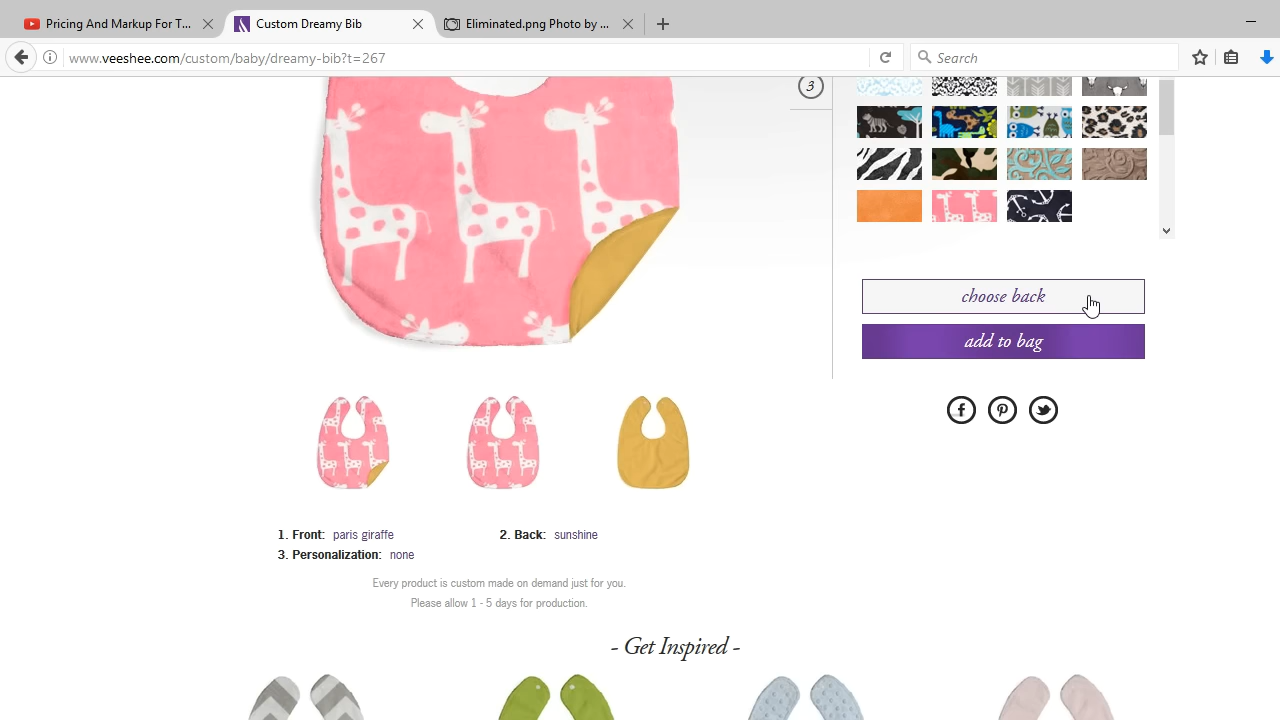 Pricing And Markup For T...
Custom Dreamy Bib
Eliminated.png Photo by ...
www.veeshee.com/custom/baby/dreamy-bib?t=267
Search
3
choose back
add to bag
1. Front: paris giraffe
2. Back: sunshine
3. Personalization: none
Every product is custom made on demand just for you.
Please allow 1 - 5 days for production.
- Get Inspired -